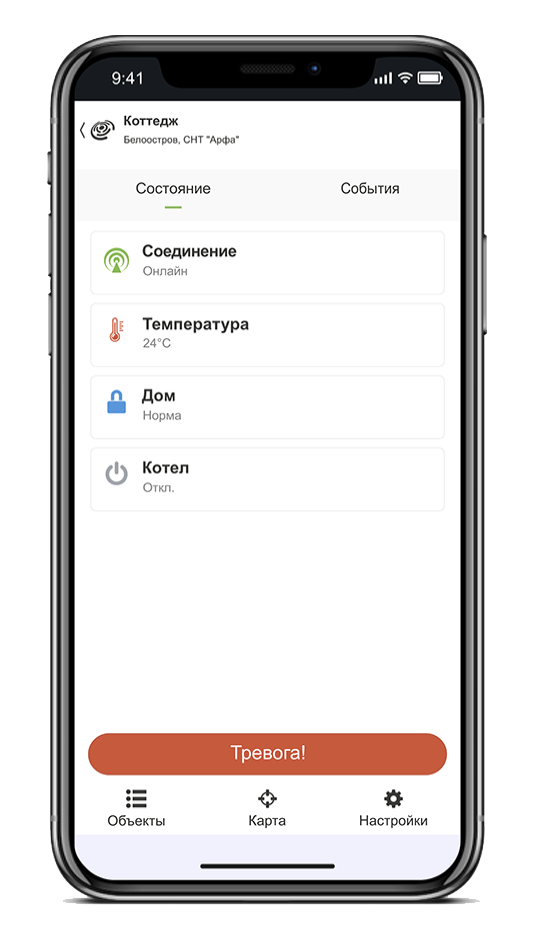 9:41
Коттедж
Белоостров, СНТ "Арфа"
Состояние
События
Соединение
Онлайн
Температура
24°C
Дом
Норма
Котел
Откл.
Тревога!
Объекты
Карта
Настройки